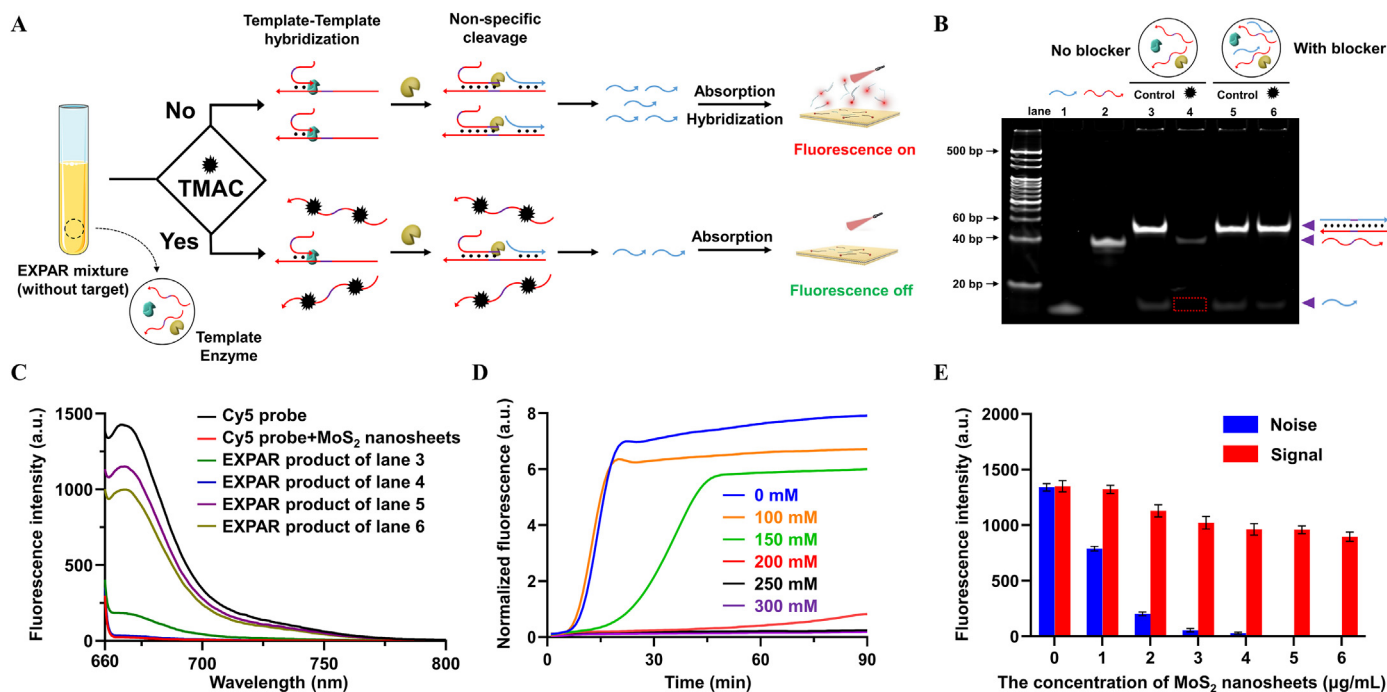 A
Template-Template
hybridization
Non-specific
cleavage
No
TMAC
Yes
EXPAR mixture
(without target)
Template
Enzyme
Absorption
Hybridization
Fluorescence on
Absorption
Fluorescence off
B
No blocker
With blocker
Control
Control
lane 1 2 3 4 5 6
500 bp
60 bp
40 bp
20 bp
C
Fluorescence intensity (a.u.)
1500
1000
500
250
0
660 700 750 800
Wavelength (nm)
Cy5 probe
Cy5 probe+MoS2 nanosheets
EXPAR product of lane 3
EXPAR product of lane 4
EXPAR product of lane 5
EXPAR product of lane 6
D
Normalized fluorescence (a.u.)
8
6
4
2
0
0 30 60 90
Time (min)
0 mM
100 mM
150 mM
200 mM
250 mM
300 mM
E
Fluorescence intensity (a.u.)
2000
1500
1000
500
0
0 1 2 3 4 5 6
The concentration of MoS2 nanosheets (μg/mL)
Noise
Signal